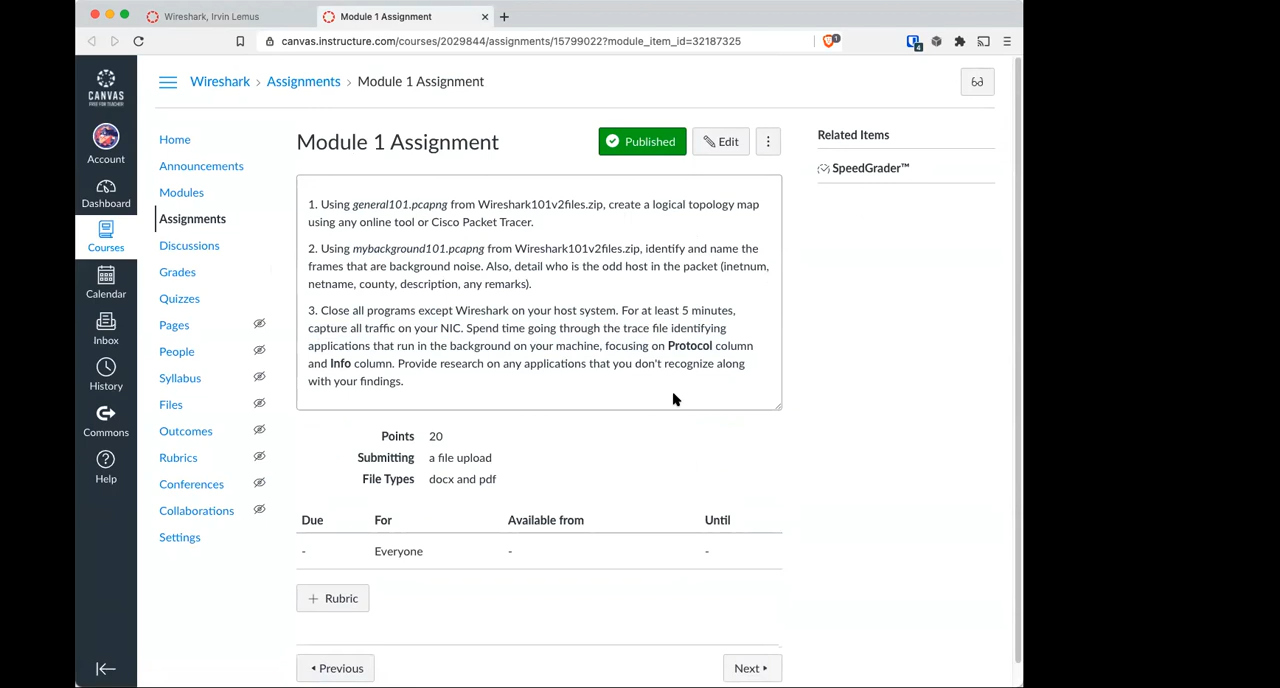 Wireshark, Irvin Lemus
Module 1 Assignment
canvas.instructure.com/courses/2029844/assignments/15799022?module_item_id=32187325
1
4
CANVAS
FREE FOR TEACHER
Account
Dashboard
Courses
Calendar
Inbox
History
Commons
Help
Wireshark › Assignments › Module 1 Assignment
Home
Announcements
Modules
Assignments
Discussions
Grades
Quizzes
Pages
People
Syllabus
Files
Outcomes
Rubrics
Conferences
Collaborations
Settings
Module 1 Assignment
Published
Edit
1. Using general101.pcapng from Wireshark101v2files.zip, create a logical topology map
using any online tool or Cisco Packet Tracer.
2. Using mybackground101.pcapng from Wireshark101v2files.zip, identify and name the
frames that are background noise. Also, detail who is the odd host in the packet (inetnum,
netname, county, description, any remarks).
3. Close all programs except Wireshark on your host system. For at least 5 minutes,
capture all traffic on your NIC. Spend time going through the trace file identifying
applications that run in the background on your machine, focusing on Protocol column
and Info column. Provide research on any applications that you don't recognize along
with your findings.
Points 20
Submitting a file upload
File Types docx and pdf
Due For Available from Until
- Everyone - -
+ Rubric
Previous
Next
Related Items
SpeedGrader™